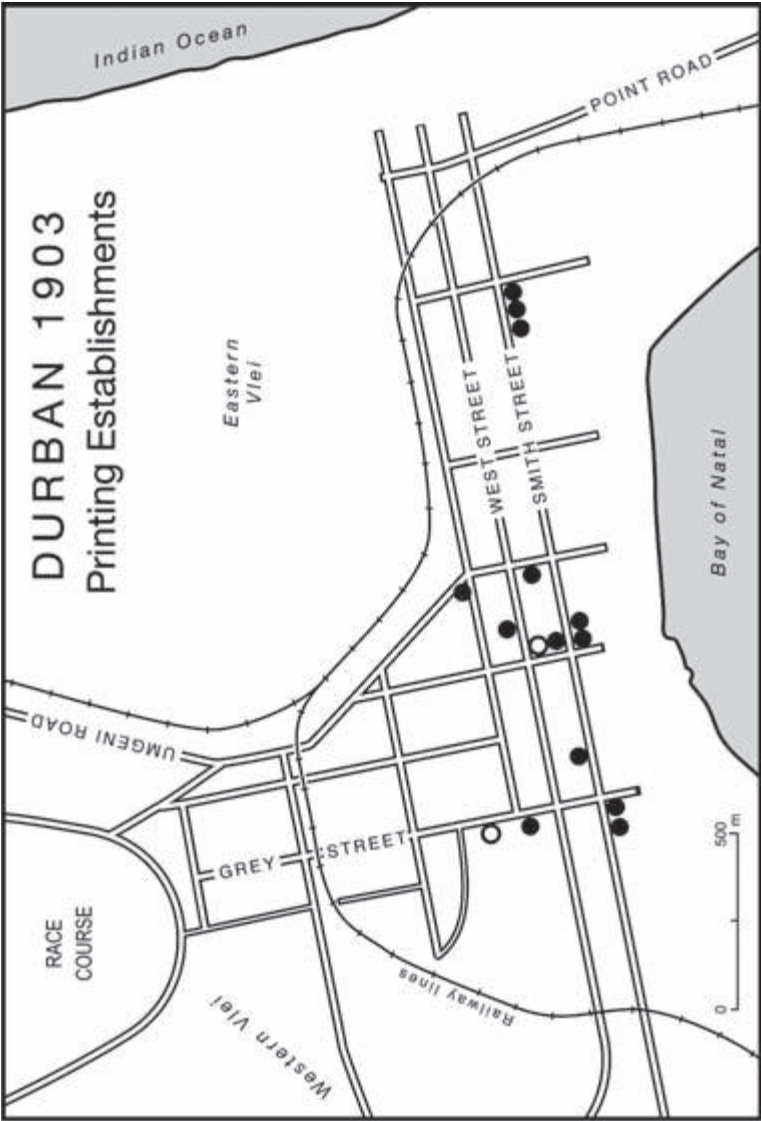 DURBAN 1903
Printing Establishments
Indian Ocean
POINT ROAD
Eastern
Vlei
WEST STREET
SMITH STREET
Bay of Natal
UMGENI ROAD
GREY STREET
RACE
COURSE
Western Vlei
Railway lines
0 500
m